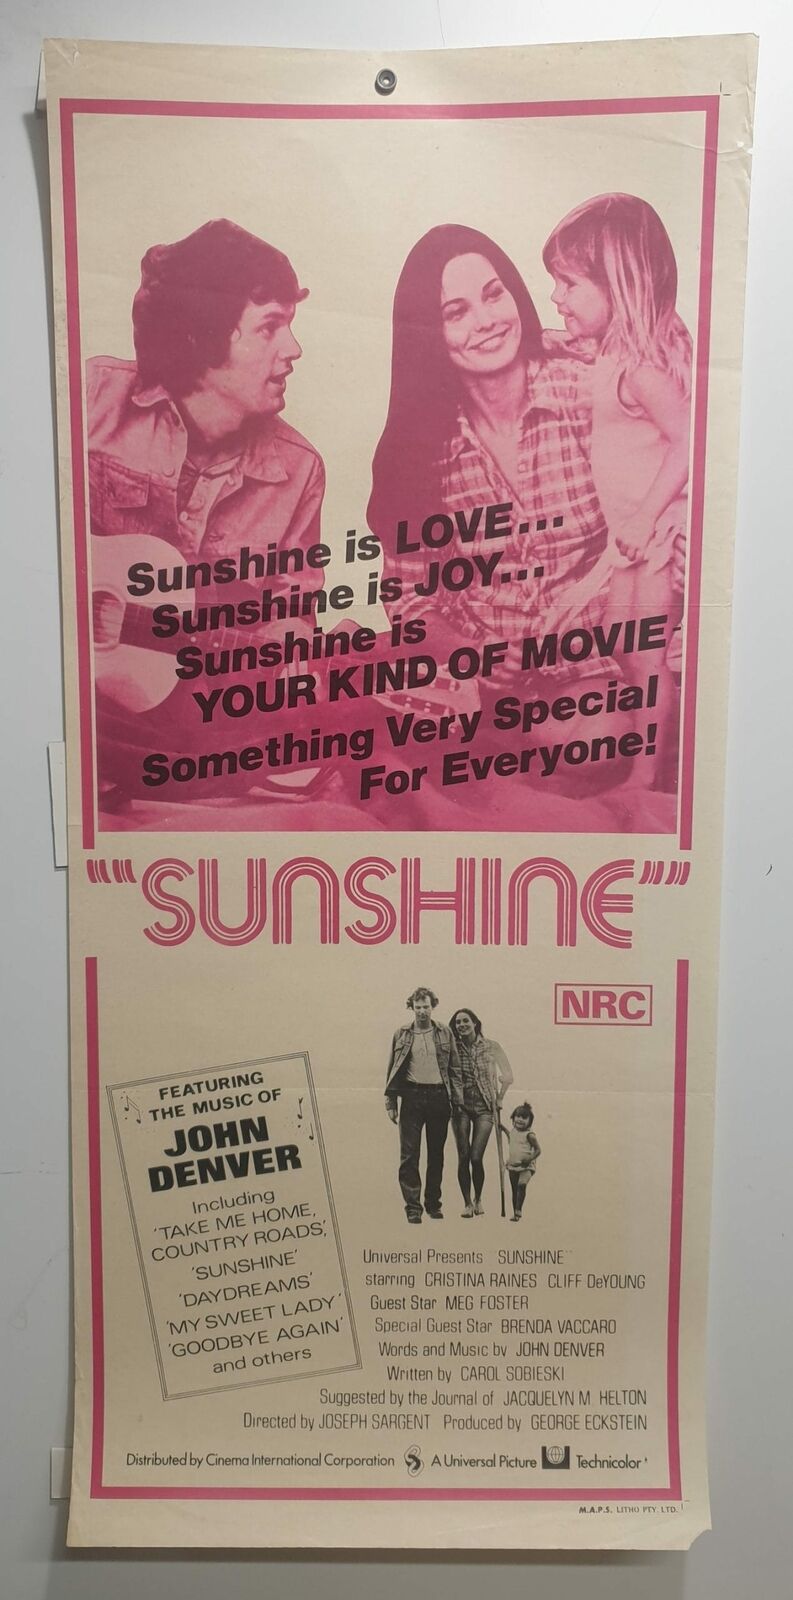 Sunshine is LOVE...
Sunshine is JOY...
Sunshine is
YOUR KIND OF MOVIE
Something Very Special
For Everyone!
""SUNSHINE""
NRC
FEATURING
THE MUSIC OF
JOHN
DENVER
Including
'TAKE ME HOME,
COUNTRY ROADS,'
'SUNSHINE'
'DAYDREAMS'
'MY SWEET LADY'
'GOODBYE AGAIN'
and others
Universal Presents "SUNSHINE"
starring CRISTINA RAINES CLIFF DeYOUNG
Guest Star MEG FOSTER
Special Guest Star BRENDA VACCARO
Words and Music by JOHN DENVER
Written by CAROL SOBIESKI
Suggested by the Journal of JACQUELYN M. HELTON
Directed by JOSEPH SARGENT Produced by GEORGE ECKSTEIN
Distributed by Cinema International Corporation A Universal Picture Technicolor
M.A.P.S. LITHO PTY. LTD.